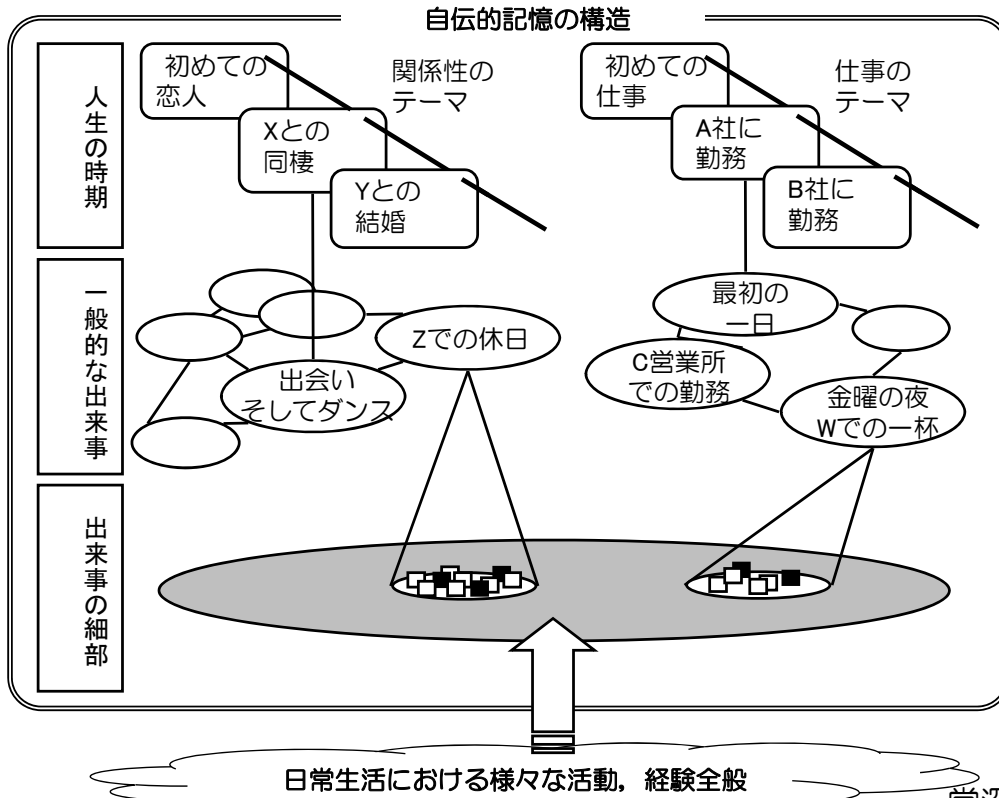 自伝的記憶の構造
人生の時期
初めての
恋人
関係性の
テーマ
Xとの
同棲
Yとの
結婚
初めての
仕事
仕事の
テーマ
A社に
勤務
B社に
勤務
一般的な出来事
Zでの休日
出会い
そしてダンス
最初の
一日
C営業所
での勤務
金曜の夜
Wでの一杯
出来事の細部
日常生活における様々な活動，経験全般